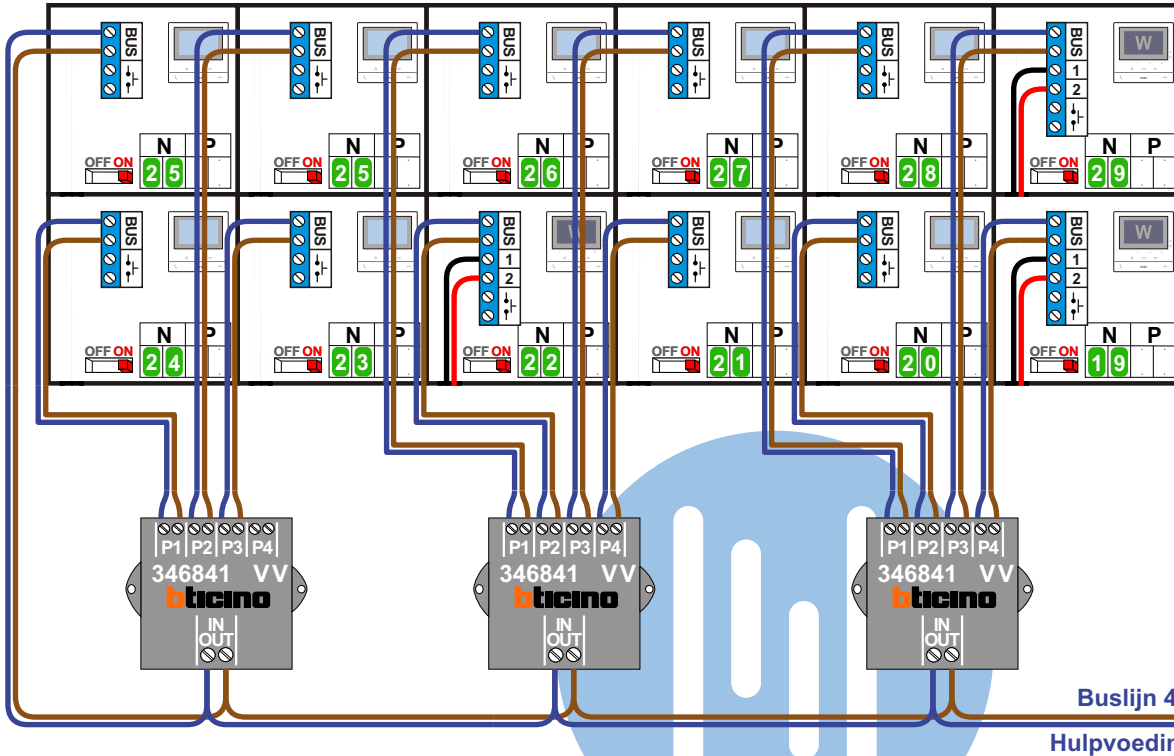 BUS BUS BUS BUS BUS BUS W
1
2
N P N P N P N P N P N P
OFF ON 25 OFF ON 25 OFF ON 26 OFF ON 27 OFF ON 28 OFF ON 29
BUS BUS BUS W BUS BUS BUS W
1 1
2 2
N P N P N P N P N P N P
OFF ON 24 OFF ON 23 OFF ON 22 OFF ON 21 OFF ON 20 OFF ON 19
P1 P2 P3 P4 P1 P2 P3 P4 P1 P2 P3 P4
346841 VV 346841 VV 346841 VV
bticino bticino bticino
IN IN IN
OUT OUT OUT
Buslijn 4
Hulpvoedin